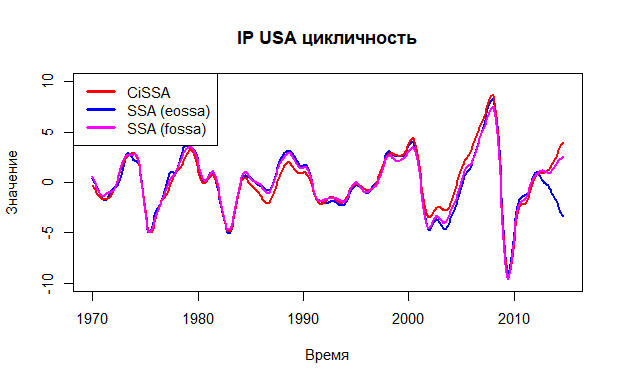 IP USA цикличность
CiSSA
SSA (eossa)
SSA (fossa)
Значение
10
5
0
-5
-10
1970 1980 1990 2000 2010
Время